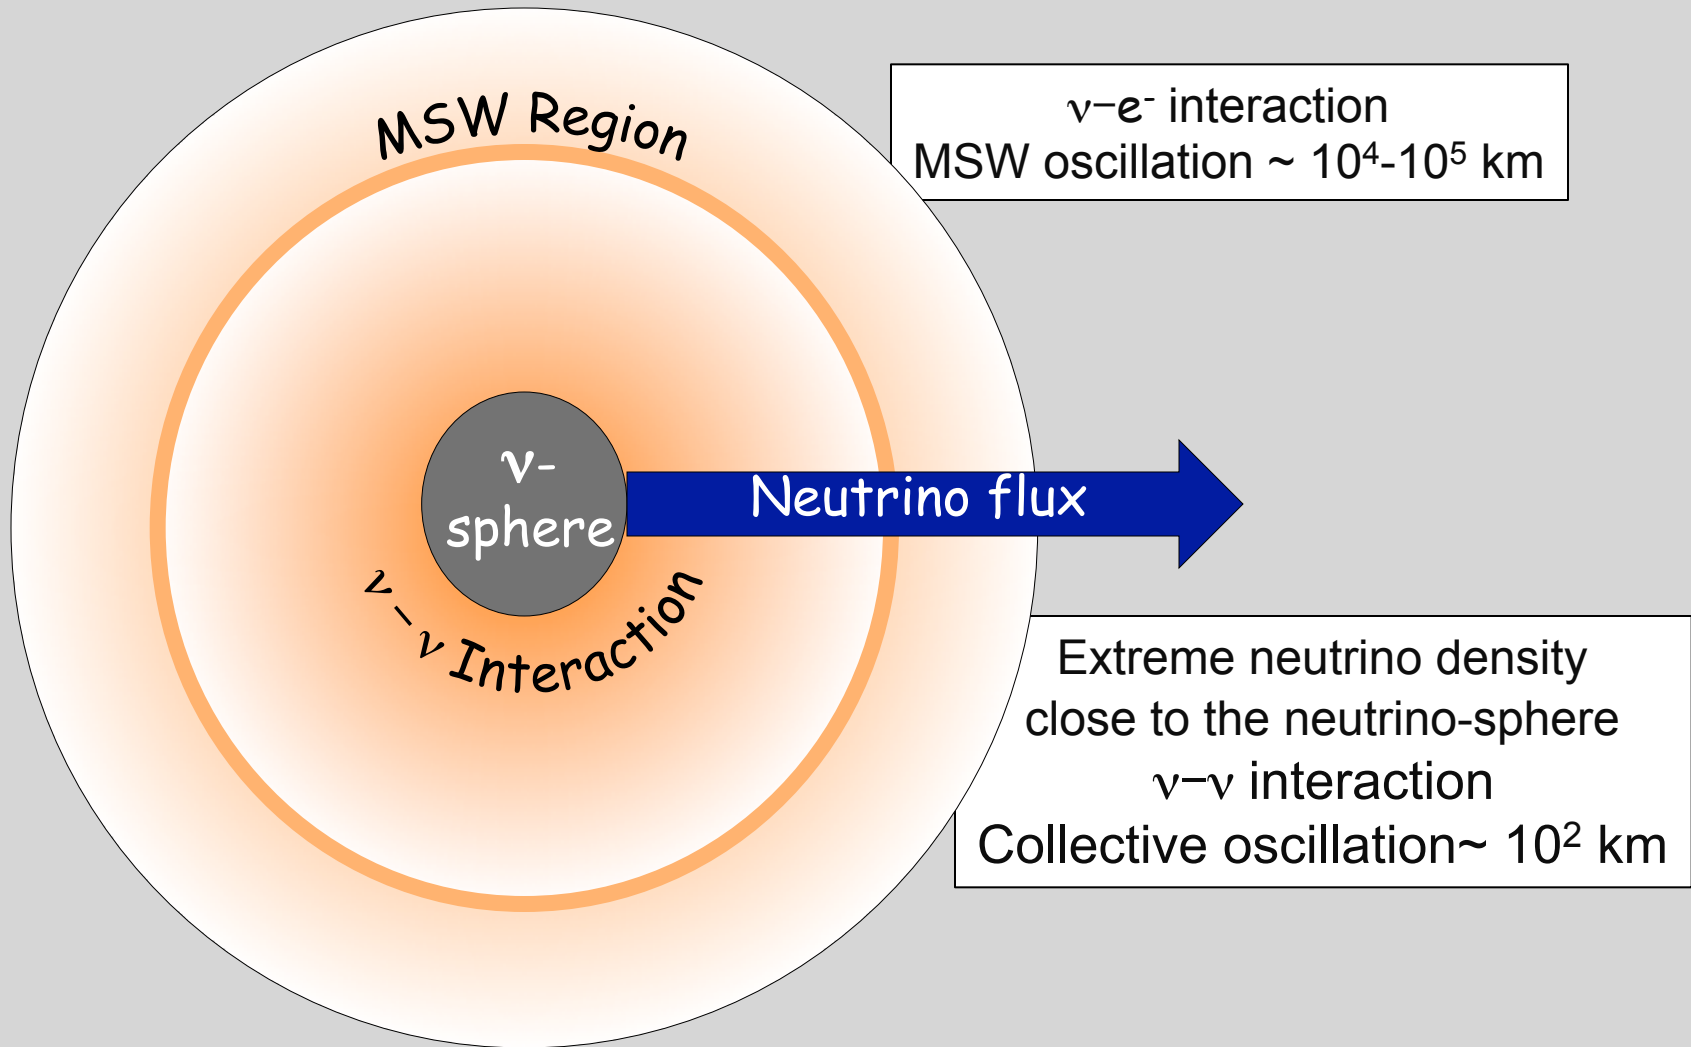 MSW Region
ν–e⁻ interaction
MSW oscillation ~ 10⁴-10⁵ km
ν-
sphere
Neutrino flux
ν – ν Interaction
Extreme neutrino density
close to the neutrino-sphere
ν–ν interaction
Collective oscillation~ 10² km